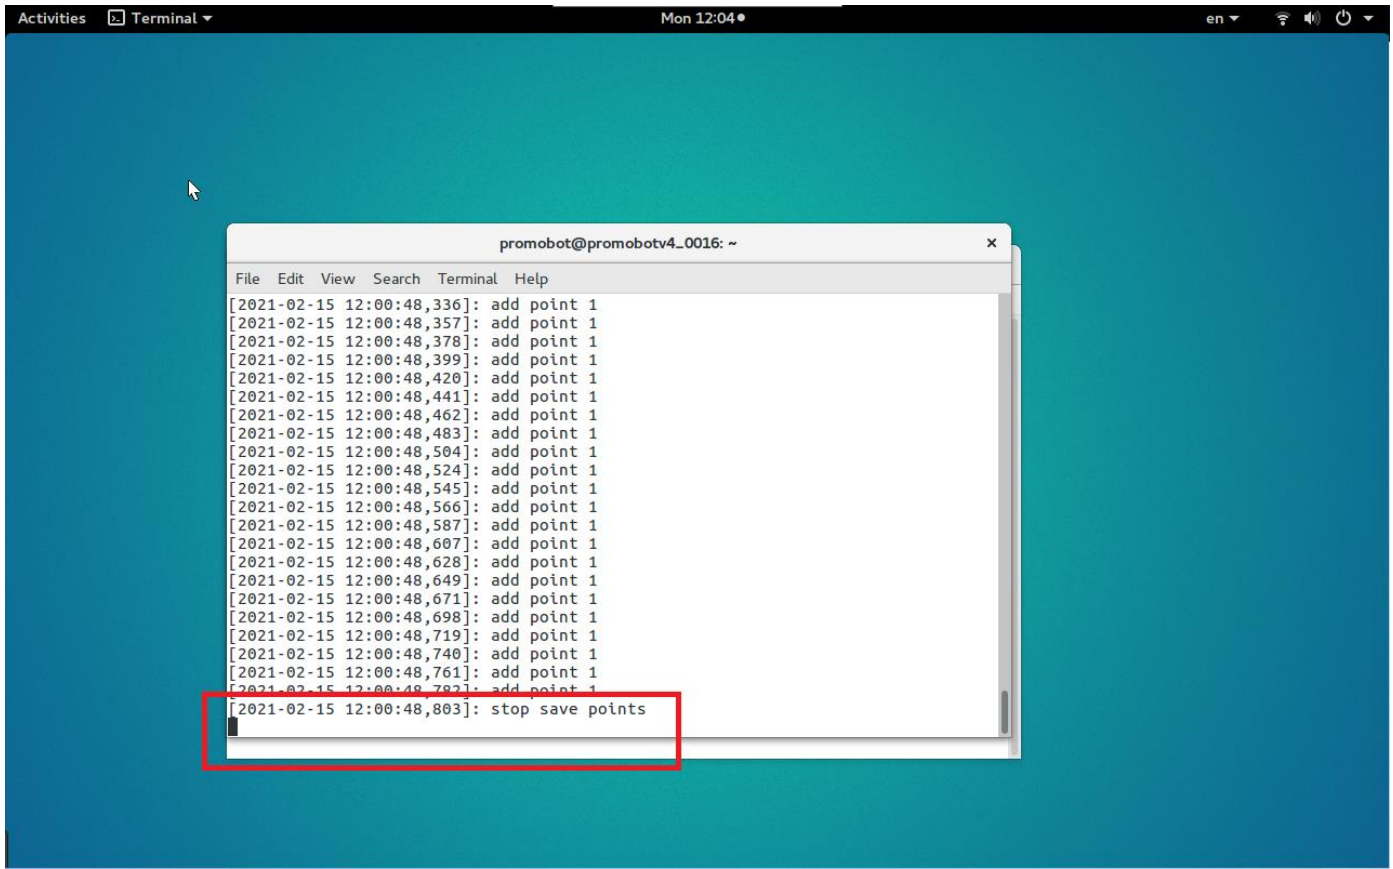 Activities Terminal Mon 12:04 en
promobot@promobotv4_0016: ~
File Edit View Search Terminal Help
[2021-02-15 12:00:48,336]: add point 1
[2021-02-15 12:00:48,357]: add point 1
[2021-02-15 12:00:48,378]: add point 1
[2021-02-15 12:00:48,399]: add point 1
[2021-02-15 12:00:48,420]: add point 1
[2021-02-15 12:00:48,441]: add point 1
[2021-02-15 12:00:48,462]: add point 1
[2021-02-15 12:00:48,483]: add point 1
[2021-02-15 12:00:48,504]: add point 1
[2021-02-15 12:00:48,524]: add point 1
[2021-02-15 12:00:48,545]: add point 1
[2021-02-15 12:00:48,566]: add point 1
[2021-02-15 12:00:48,587]: add point 1
[2021-02-15 12:00:48,607]: add point 1
[2021-02-15 12:00:48,628]: add point 1
[2021-02-15 12:00:48,649]: add point 1
[2021-02-15 12:00:48,671]: add point 1
[2021-02-15 12:00:48,698]: add point 1
[2021-02-15 12:00:48,719]: add point 1
[2021-02-15 12:00:48,740]: add point 1
[2021-02-15 12:00:48,761]: add point 1
[2021-02-15 12:00:48,782]: add point 1
[2021-02-15 12:00:48,803]: stop save points